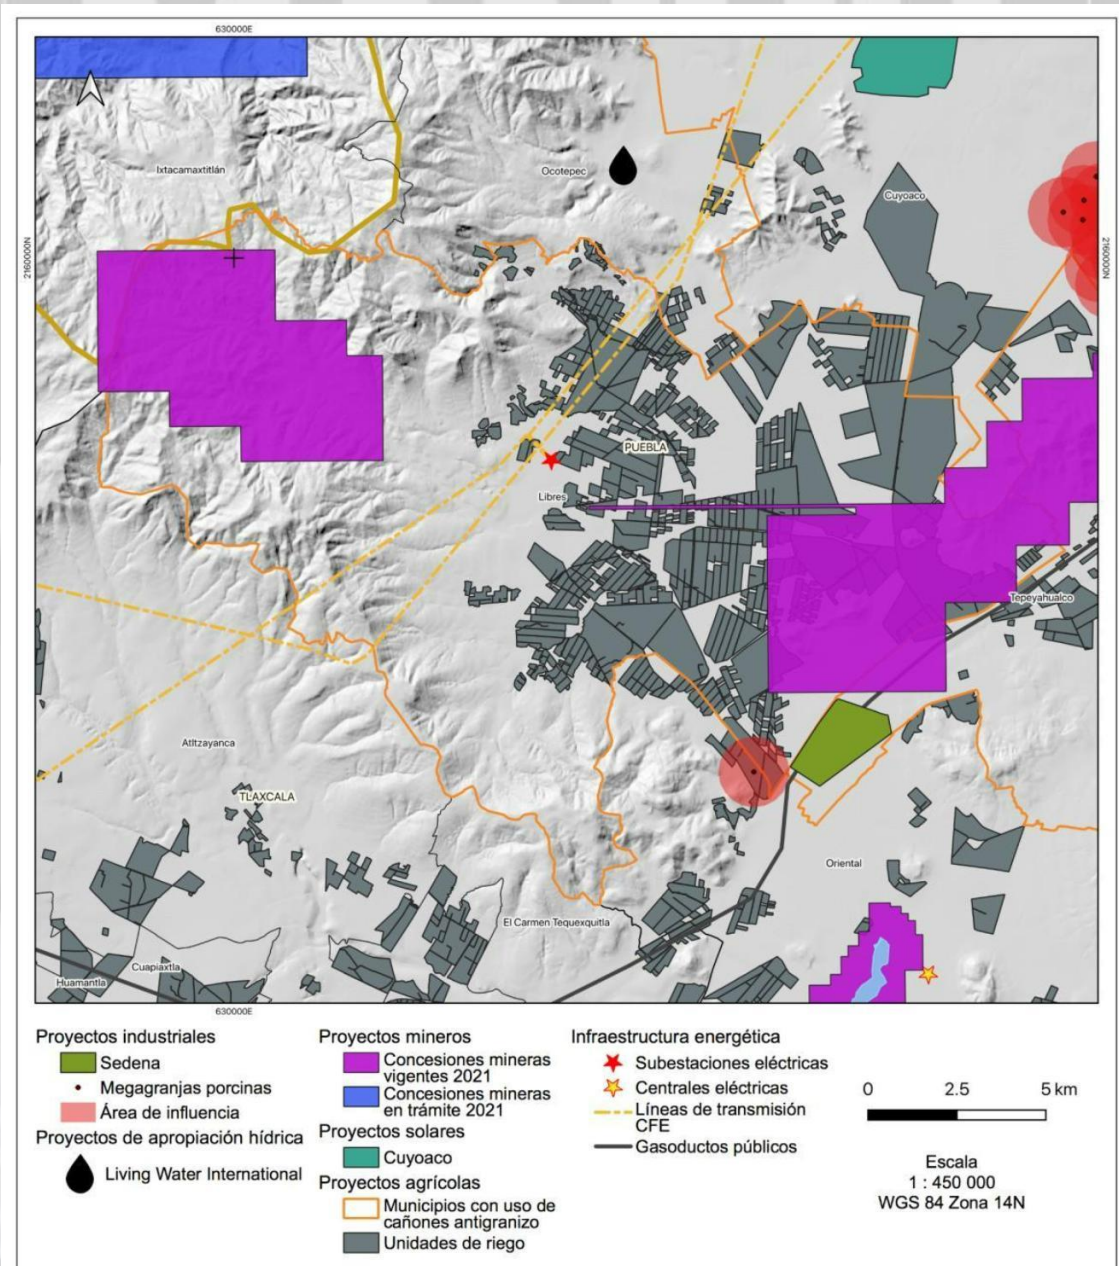 630000E
Ixtacamaxtitlán
Ocotepec
Cuyoaco
2160000N
2160000N
PUEBLA
Libres
Tepeyahualco
Atltzayanca
TLAXCALA
Oriental
El Carmen Tequexquitla
Cuapiaxtla
Huamantla
630000E
Proyectos industriales
Sedena
Megagranjas porcinas
Área de influencia
Proyectos de apropiación hídrica
Living Water International
Proyectos mineros
Concesiones mineras
vigentes 2021
Concesiones mineras
en trámite 2021
Proyectos solares
Cuyoaco
Proyectos agrícolas
Municipios con uso de
cañones antigranizo
Unidades de riego
Infraestructura energética
Subestaciones eléctricas
Centrales eléctricas
Líneas de transmisión
CFE
Gasoductos públicos
0 2.5 5 km
Escala
1 : 450 000
WGS 84 Zona 14N